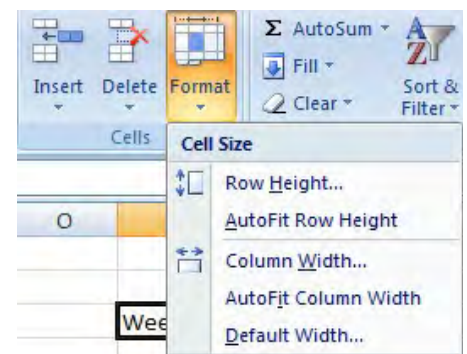 Σ AutoSum
Fill
Clear
Insert Delete Format
Sort &
Filter
Cells
Cell Size
Row Height...
AutoFit Row Height
Column Width...
AutoFit Column Width
Default Width...
O
A
Z